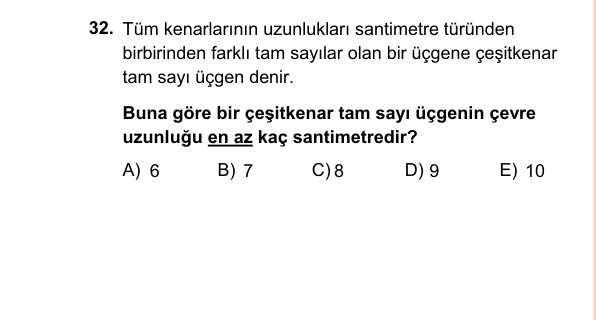 32. Tüm kenarlarının uzunlukları santimetre türünden
birbirinden farklı tam sayılar olan bir üçgene çeşitkenar
tam sayı üçgen denir.
Buna göre bir çeşitkenar tam sayı üçgenin çevre
uzunluğu en az kaç santimetredir?
A) 6 B) 7 C) 8 D) 9 E) 10